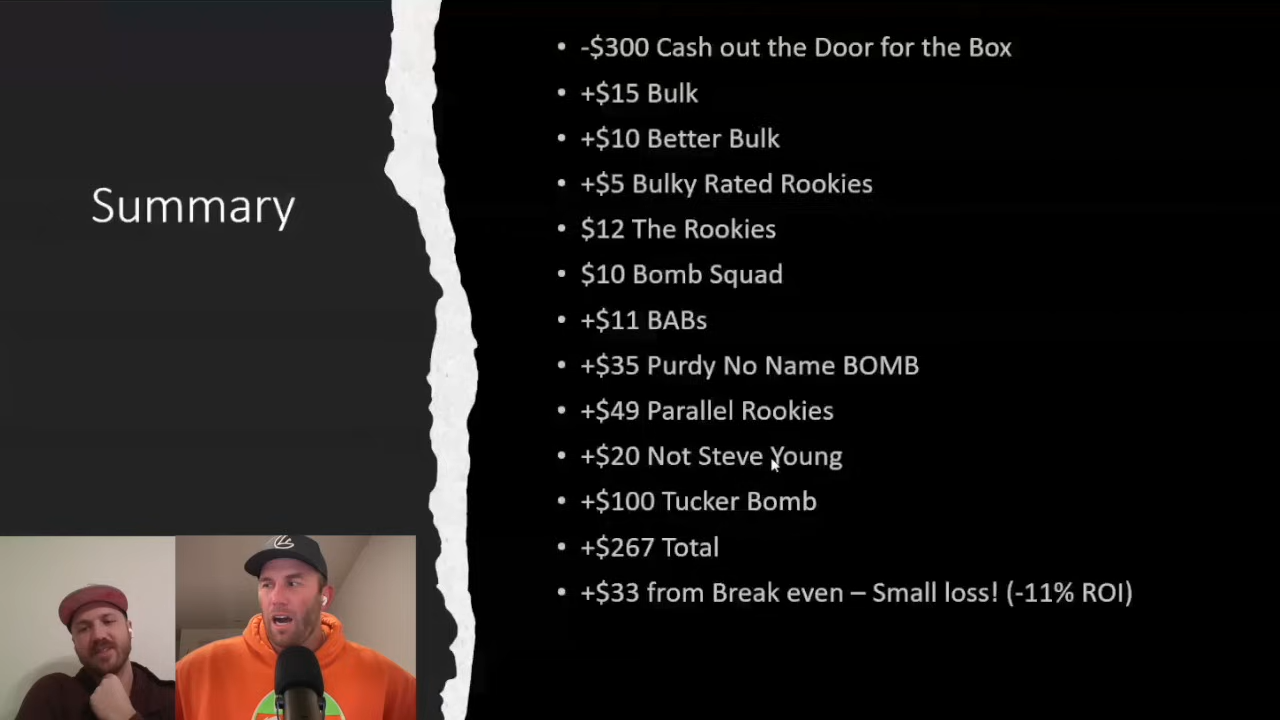 Summary
-$300 Cash out the Door for the Box
+$15 Bulk
+$10 Better Bulk
+$5 Bulky Rated Rookies
$12 The Rookies
$10 Bomb Squad
+$11 BABs
+$35 Purdy No Name BOMB
+$49 Parallel Rookies
+$20 Not Steve Young
+$100 Tucker Bomb
+$267 Total
+$33 from Break even – Small loss! (-11% ROI)